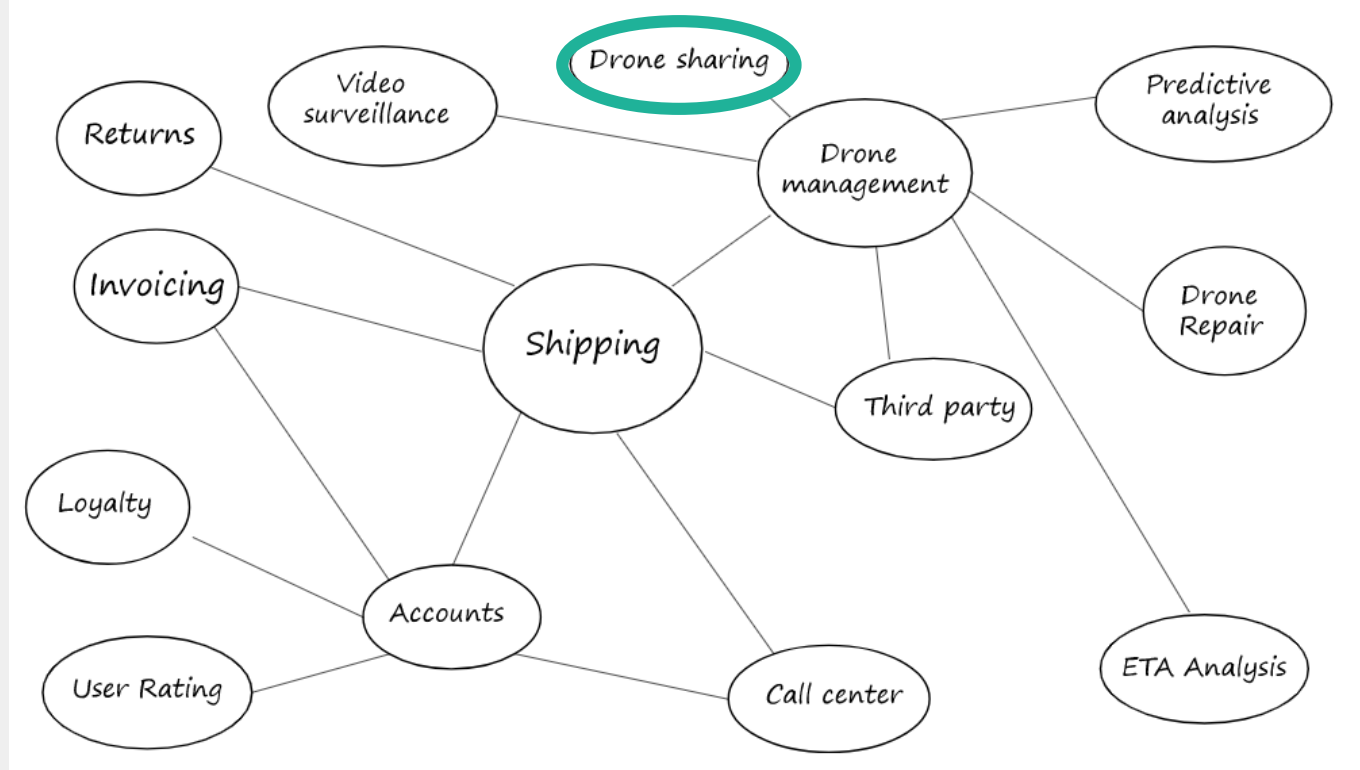 Drone sharing
Video
surveillance
Predictive
analysis
Returns
Drone
management
Invoicing
Drone
Repair
Shipping
Third party
Loyalty
Accounts
User Rating
Call center
ETA Analysis